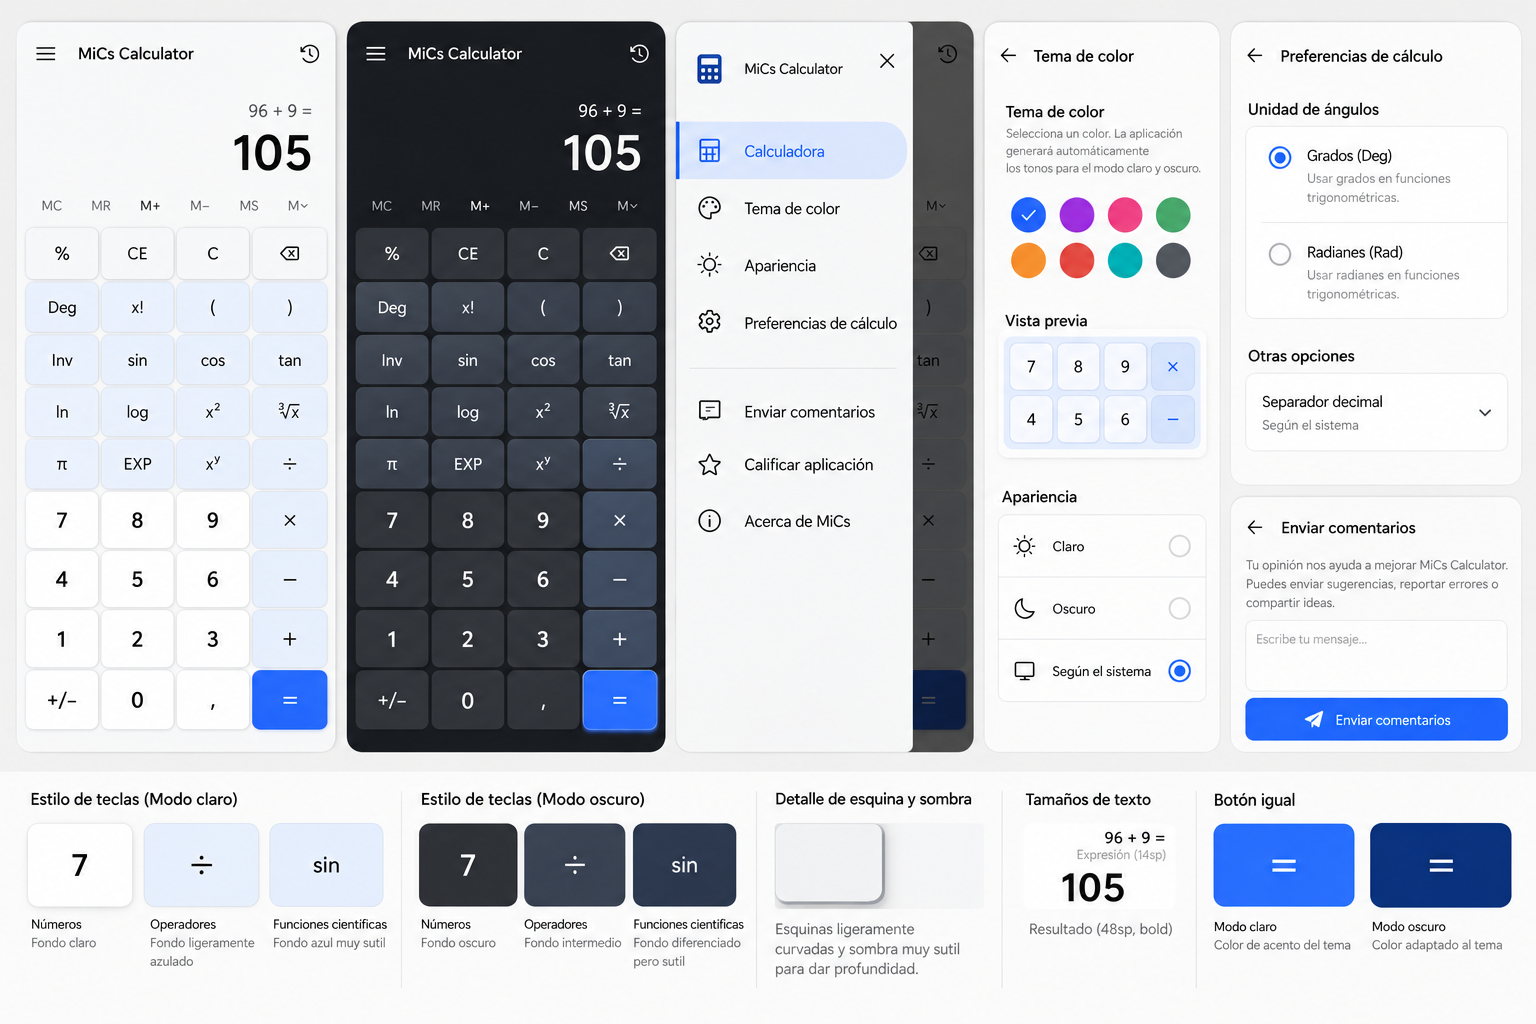 MiCs Calculator
96 + 9 =
105
MC MR M+ M− MS M
% CE C
Deg x! ( )
Inv sin cos tan
ln log x² ³√x
π EXP xʸ ÷
7 8 9 ×
4 5 6 −
1 2 3 +
+/− 0 , =
MiCs Calculator
96 + 9 =
105
MC MR M+ M− MS M
% CE C
Deg x! ( )
Inv sin cos tan
ln log x² ³√x
π EXP xʸ ÷
7 8 9 ×
4 5 6 −
1 2 3 +
+/− 0 , =
MiCs Calculator
Calculadora
Tema de color
Apariencia
Preferencias de cálculo
Enviar comentarios
Calificar aplicación
Acerca de MiCs
M
)
tan
³√x
÷
×
−
+
=
Tema de color
Tema de color
Selecciona un color. La aplicación
generará automáticamente
los tonos para el modo claro y oscuro.
Vista previa
7 8 9 ×
4 5 6 −
Apariencia
Claro
Oscuro
Según el sistema
Preferencias de cálculo
Unidad de ángulos
Grados (Deg)
Usar grados en funciones
trigonométricas.
Radianes (Rad)
Usar radianes en funciones
trigonométricas.
Otras opciones
Separador decimal
Según el sistema
Enviar comentarios
Tu opinión nos ayuda a mejorar MiCs Calculator.
Puedes enviar sugerencias, reportar errores o
compartir ideas.
Escribe tu mensaje...
Enviar comentarios
Estilo de teclas (Modo claro)
7 ÷ sin
Números
Fondo claro
Operadores
Fondo ligeramente
azulado
Funciones científicas
Fondo azul muy sutil
Estilo de teclas (Modo oscuro)
7 ÷ sin
Números
Fondo oscuro
Operadores
Fondo intermedio
Funciones científicas
Fondo diferenciado
pero sutil
Detalle de esquina y sombra
Esquinas ligeramente
curvadas y sombra muy sutil
para dar profundidad.
Tamaños de texto
96 + 9 =
Expresión (14sp)
105
Resultado (48sp, bold)
Botón igual
= =
Modo claro
Color de acento del tema
Modo oscuro
Color adaptado al tema